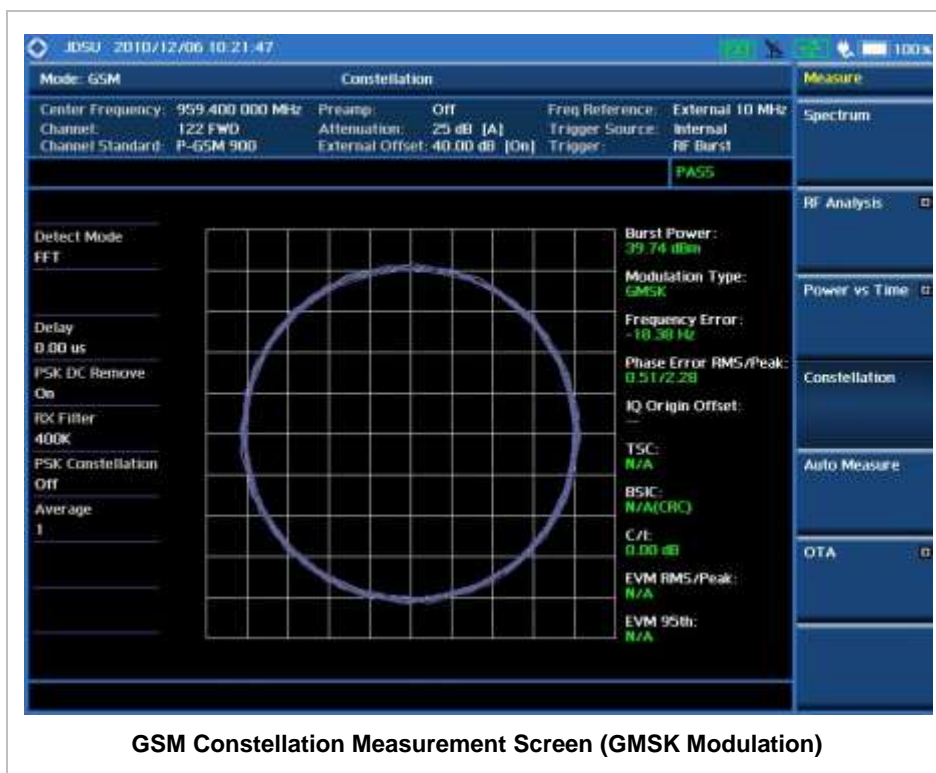 JDSU 2010/12/06 10:21:47 100%
Mode: GSM Constellation Measure
Center Frequency: 959.400 000 MHz Preamp: Off Freq Reference: External 10 MHz
Channel: 122 FWD Attenuation: 25 dB [A] Trigger Source: Internal
Channel Standard: P-GSM 900 External Offset: 40.00 dB [On] Trigger: RF Burst
PASS
Detect Mode
FFT
Delay
0.00 us
PSK DC Remove
On
RX Filter
400K
PSK Constellation
Off
Average
1
Burst Power:
39.74 dBm
Modulation Type:
GMSK
Frequency Error:
-18.38 Hz
Phase Error RMS/Peak:
0.51/2.28
IQ Origin Offset:
---
TSC:
N/A
BSIC:
N/A(CRC)
C/I:
0.00 dB
EVM RMS/Peak:
N/A
EVM 95th:
N/A
Spectrum
RF Analysis
Power vs Time
Constellation
Auto Measure
OTA
GSM Constellation Measurement Screen (GMSK Modulation)